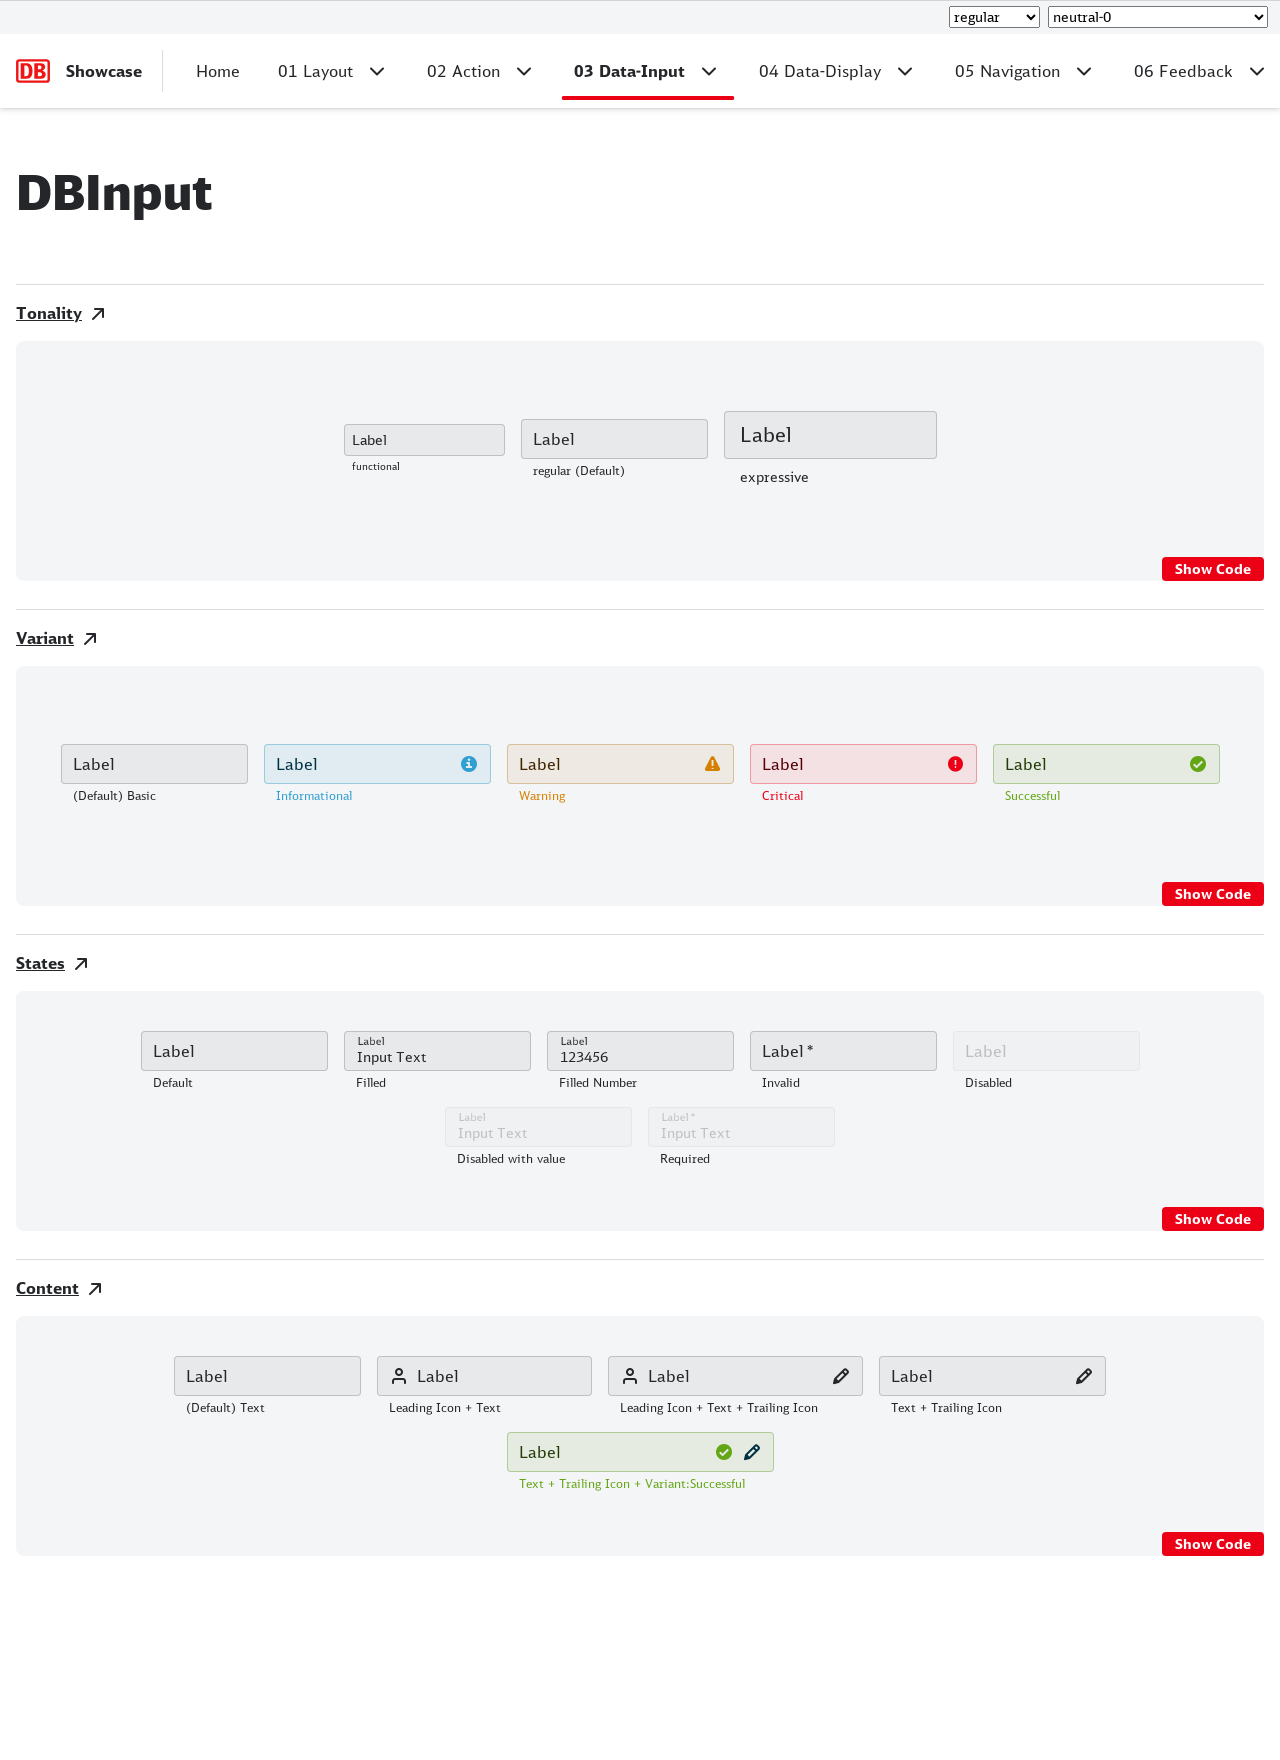 regular neutral-0
DB Showcase Home 01 Layout 02 Action 03 Data-Input 04 Data-Display 05 Navigation 06 Feedback
DBInput
Tonality
Label Label Label
functional regular (Default) expressive
Show Code
Variant
Label Label Label Label Label
(Default) Basic Informational Warning Critical Successful
Show Code
States
Label Label Label Label * Label
Input Text 123456
Default Filled Filled Number Invalid Disabled
Label Label *
Input Text Input Text
Disabled with value Required
Show Code
Content
Label Label Label Label
(Default) Text Leading Icon + Text Leading Icon + Text + Trailing Icon Text + Trailing Icon
Label
Text + Trailing Icon + Variant:Successful
Show Code